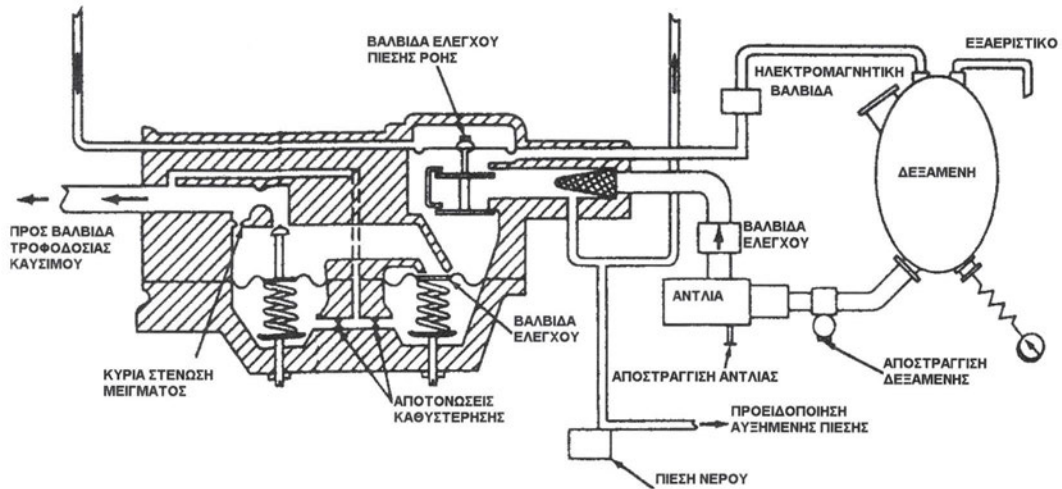 ΒΑΛΒΙΔΑ ΕΛΕΓΧΟΥ
ΠΙΕΣΗΣ ΡΟΗΣ
ΕΞΑΕΡΙΣΤΙΚΟ
ΗΛΕΚΤΡΟΜΑΓΝΗΤΙΚΗ
ΒΑΛΒΙΔΑ
ΔΕΞΑΜΕΝΗ
ΠΡΟΣ ΒΑΛΒΙΔΑ
ΤΡΟΦΟΔΟΣΙΑΣ
ΚΑΥΣΙΜΟΥ
ΒΑΛΒΙΔΑ
ΕΛΕΓΧΟΥ
ΑΝΤΛΙΑ
ΒΑΛΒΙΔΑ
ΕΛΕΓΧΟΥ
ΚΥΡΙΑ ΣΤΕΝΩΣΗ
ΜΕΙΓΜΑΤΟΣ
ΑΠΟΤΟΝΩΣΕΙΣ
ΚΑΘΥΣΤΕΡΗΣΗΣ
ΑΠΟΣΤΡΑΓΓΙΣΗ ΑΝΤΛΙΑΣ
ΑΠΟΣΤΡΑΓΓΙΣΗ
ΔΕΞΑΜΕΝΗΣ
ΠΡΟΕΙΔΟΠΟΙΗΣΗ
ΑΥΞΗΜΕΝΗΣ ΠΙΕΣΗΣ
ΠΙΕΣΗ ΝΕΡΟΥ